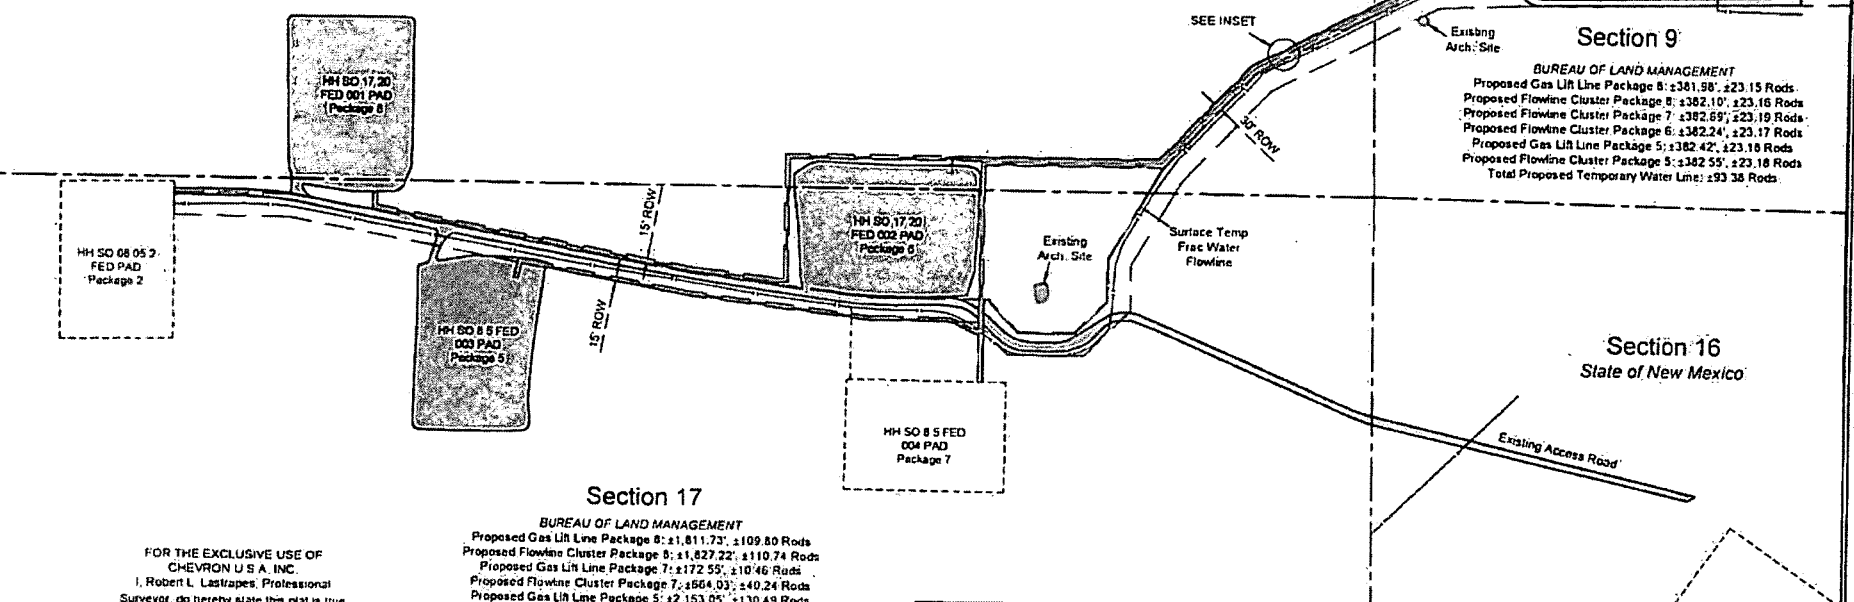 SEE INSET
Existing
Arch. Site
Section 9
BUREAU OF LAND MANAGEMENT
Proposed Gas Lift Line Package 8: ±381.98', ±23.15 Rods
Proposed Flowline Cluster Package 8: ±382.10', ±23.16 Rods
Proposed Flowline Cluster Package 7: ±382.69', ±23.19 Rods
Proposed Flowline Cluster Package 6: ±382.24', ±23.17 Rods
Proposed Gas Lift Line Package 5: ±382.42', ±23.18 Rods
Proposed Flowline Cluster Package 5: ±382.55', ±23.18 Rods
Total Proposed Temporary Water Line: ±93.38 Rods
HH SO 17 20
FED 001 PAD
Package 8
30' ROW
HH SO 08 05 2
FED PAD
Package 2
15' ROW
HH SO 17 20
FED 002 PAD
Package 6
Existing
Arch. Site
Surface Temp
Frac Water
Flowline
HH SO 8 5 FED
003 PAD
Package 5
15' ROW
Section 16
State of New Mexico
HH SO 8 5 FED
004 PAD
Package 7
Existing Access Road
Section 17
BUREAU OF LAND MANAGEMENT
Proposed Gas Lift Line Package 8: ±1,811.73', ±109.80 Rods
Proposed Flowline Cluster Package 8: ±1,827.22', ±110.74 Rods
Proposed Gas Lift Line Package 7: ±172.55', ±10.46 Rods
Proposed Flowline Cluster Package 7: ±664.03', ±40.24 Rods
Proposed Gas Lift Line Package 5: ±2,153.05', ±130.49 Rods
FOR THE EXCLUSIVE USE OF
CHEVRON U S A, INC.
I, Robert L. Lastrapes, Professional
Surveyor, do hereby state this plat is true